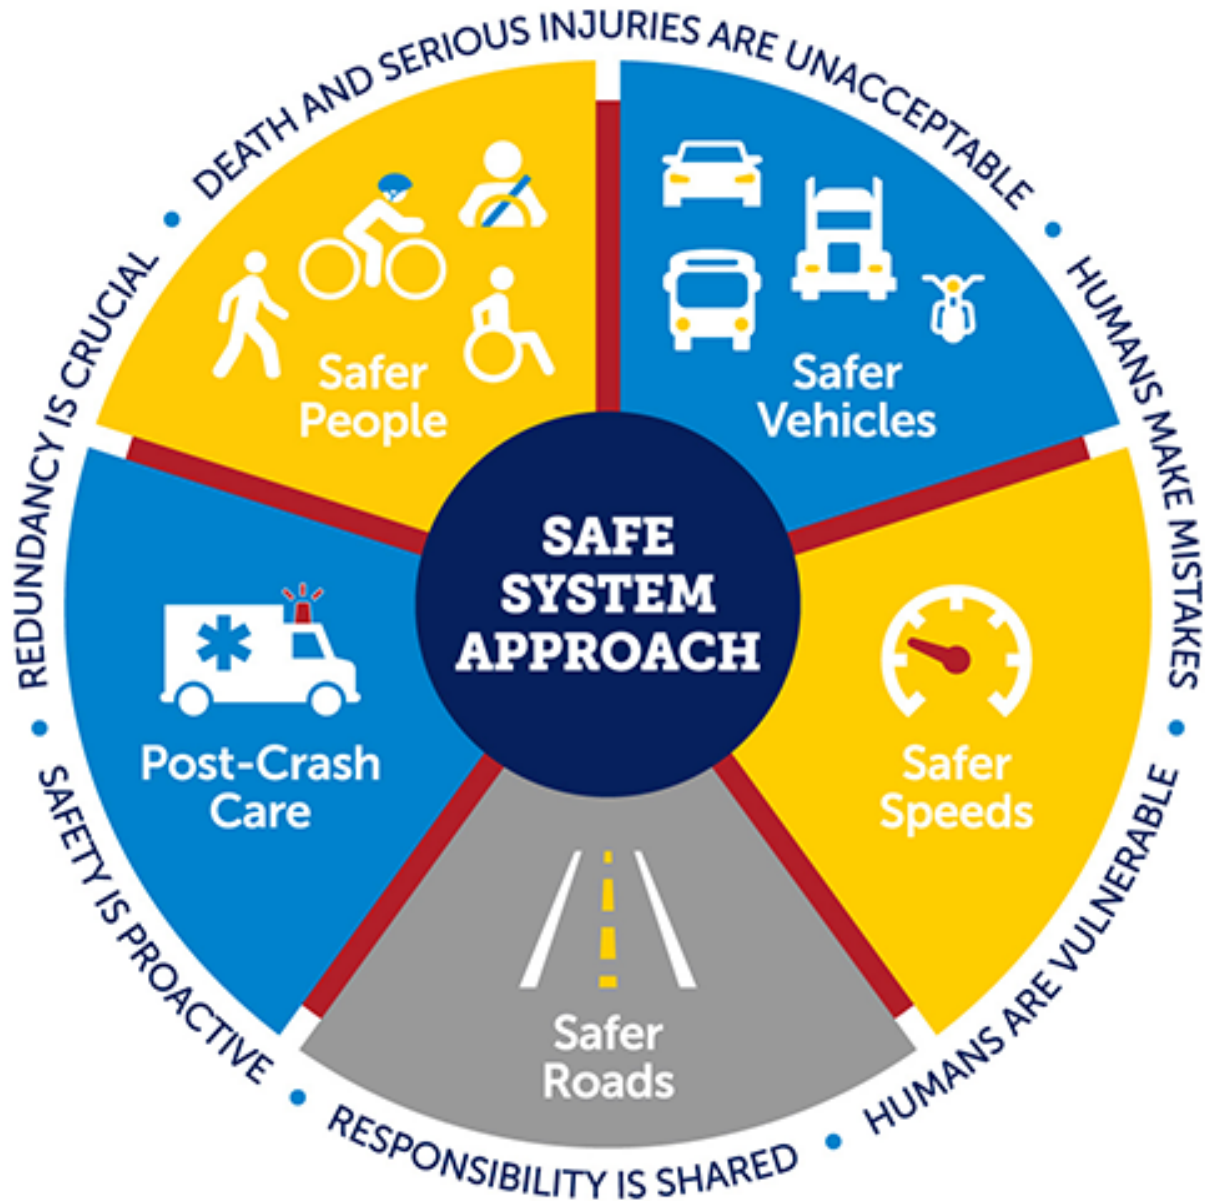 DEATH AND SERIOUS INJURIES ARE UNACCEPTABLE
HUMANS MAKE MISTAKES
HUMANS ARE VULNERABLE
RESPONSIBILITY IS SHARED
SAFETY IS PROACTIVE
REDUNDANCY IS CRUCIAL
Safer
People
Safer
Vehicles
SAFE
SYSTEM
APPROACH
Safer
Speeds
Safer
Roads
Post-Crash
Care